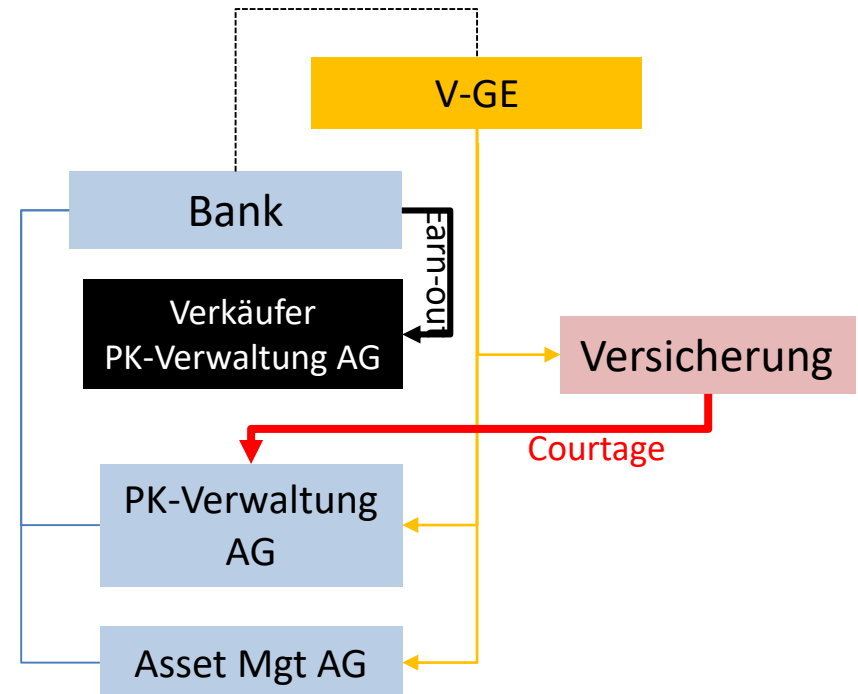 V-GE
Bank
Earn-out
Verkäufer
PK-Verwaltung AG
Versicherung
Courtage
PK-Verwaltung
AG
Asset Mgt AG